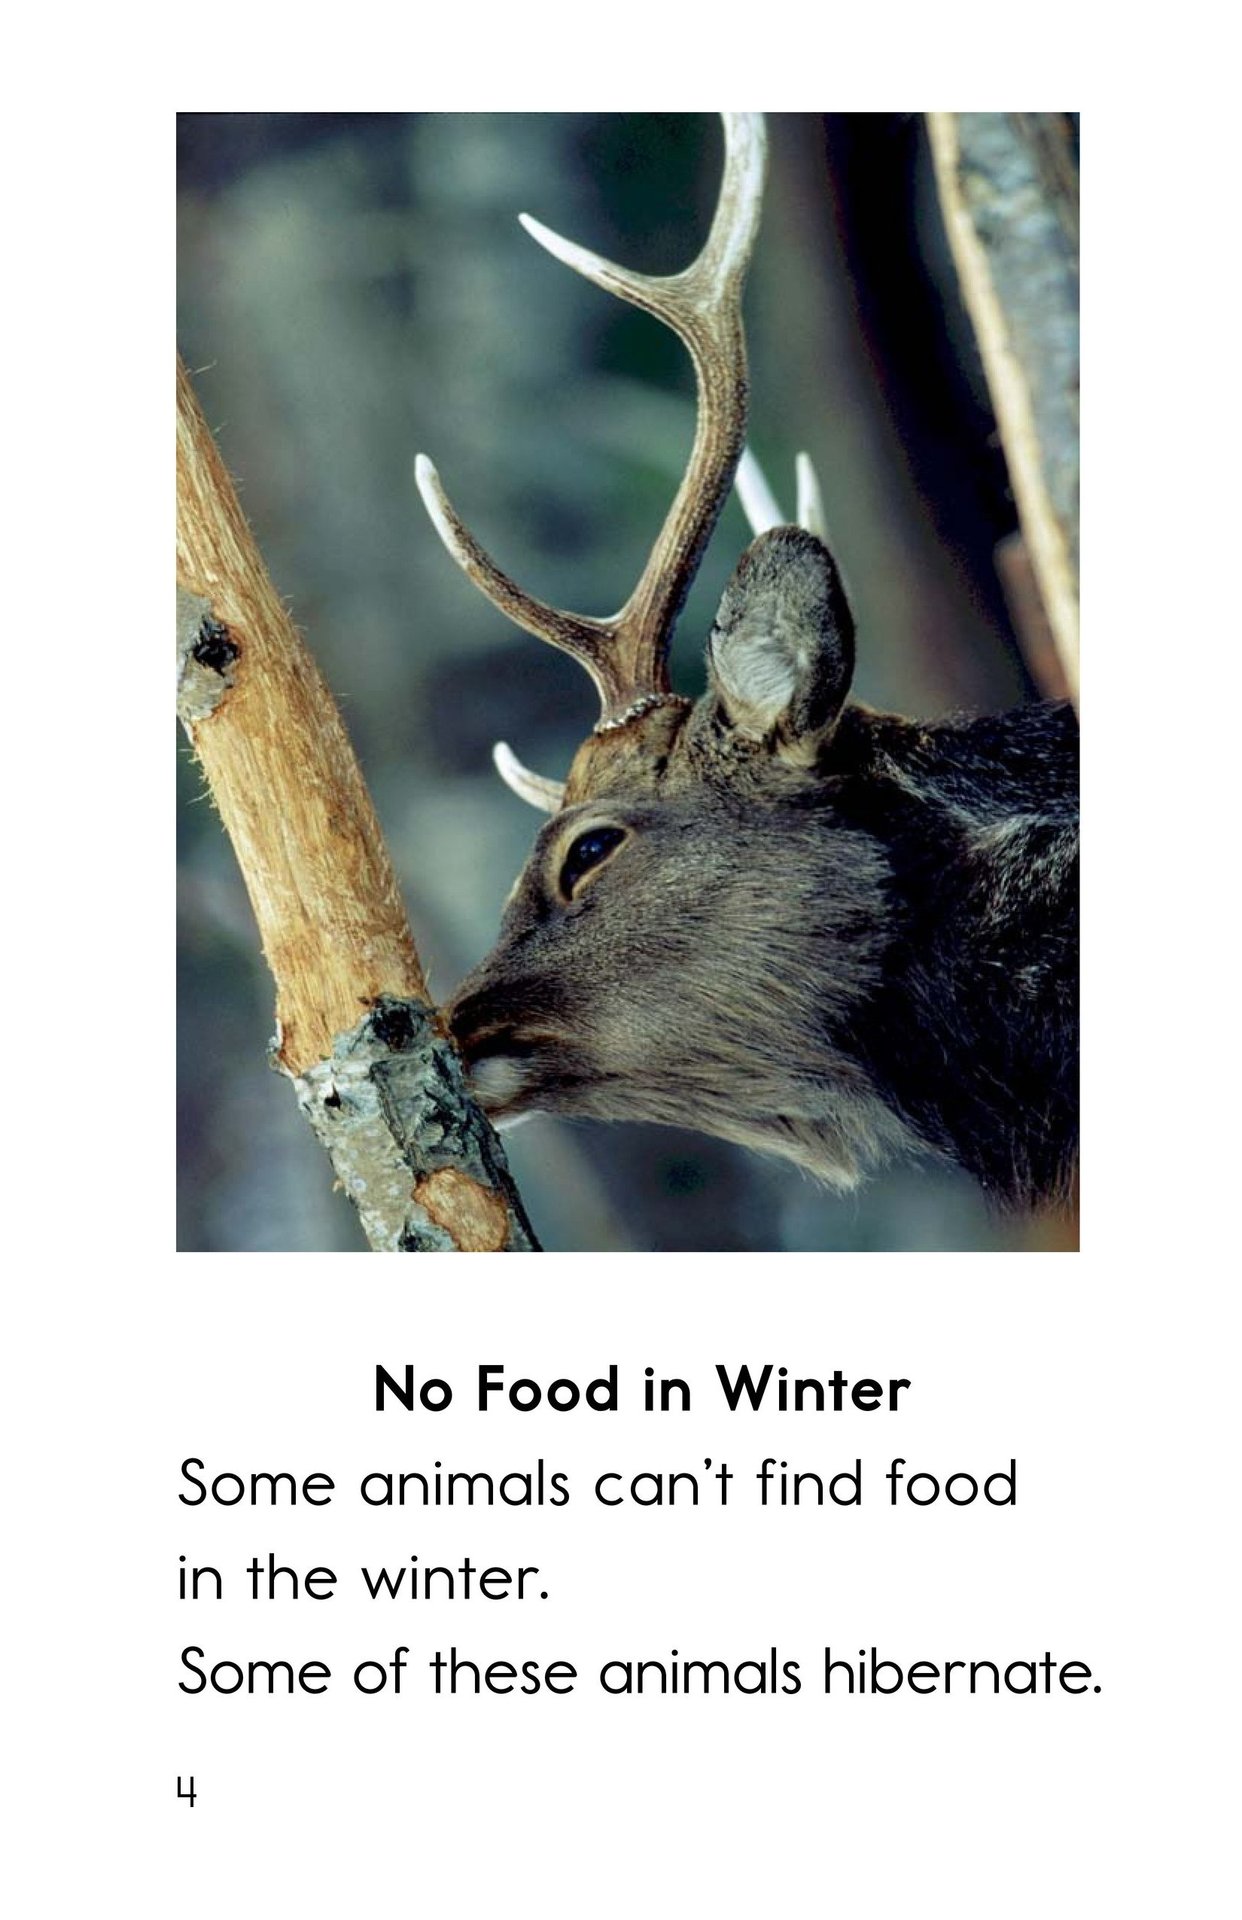 No Food in Winter
Some animals can’t find food
in the winter.
Some of these animals hibernate.
4